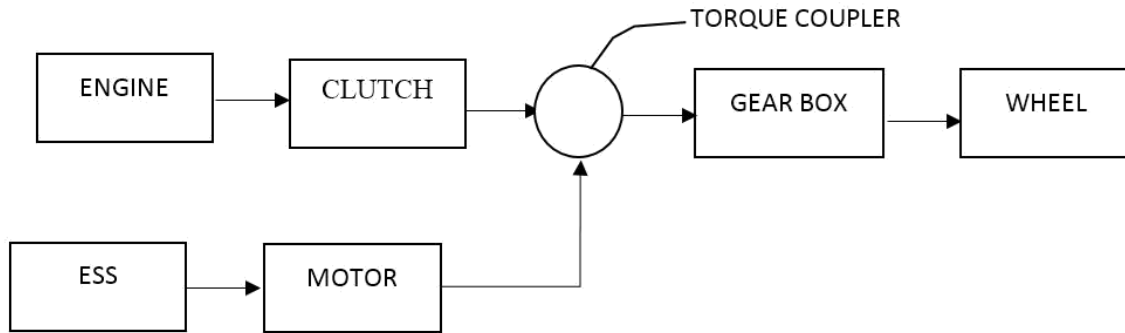 TORQUE COUPLER
ENGINE
CLUTCH
GEAR BOX
WHEEL
ESS
MOTOR